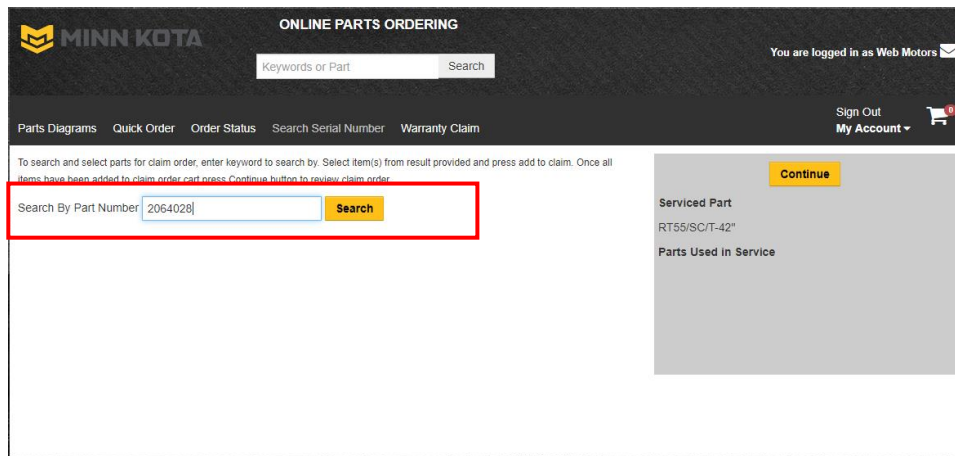 MINN KOTA
ONLINE PARTS ORDERING
Keywords or Part
Search
You are logged in as Web Motors
Sign Out
My Account
0
Parts Diagrams Quick Order Order Status Search Serial Number Warranty Claim
To search and select parts for claim order, enter keyword to search by. Select item(s) from result provided and press add to claim. Once all
items have been added to claim order cart press Continue button to review claim order.
Search By Part Number 2064028 Search
Continue
Serviced Part
RT55/SC/T-42"
Parts Used in Service